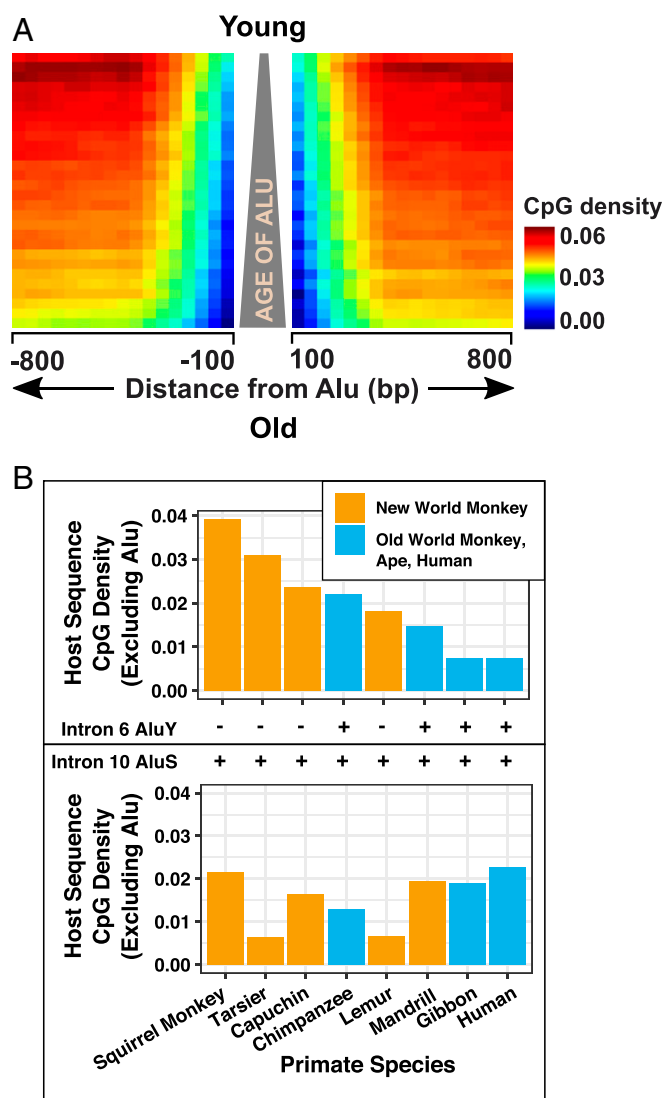 A
Young
AGE OF ALU
CpG density
0.06
0.03
0.00
-800 -100 100 800
Distance from Alu (bp)
Old
B
New World Monkey
Old World Monkey,
Ape, Human
Host Sequence
CpG Density
(Excluding Alu)
0.04
0.03
0.02
0.01
0.00
Intron 6 AluY - - - + - + + +
Intron 10 AluS + + + + + + + +
Host Sequence
CpG Density
(Excluding Alu)
0.04
0.03
0.02
0.01
0.00
Squirrel Monkey
Tarsier
Capuchin
Chimpanzee
Lemur
Mandrill
Gibbon
Human
Primate Species